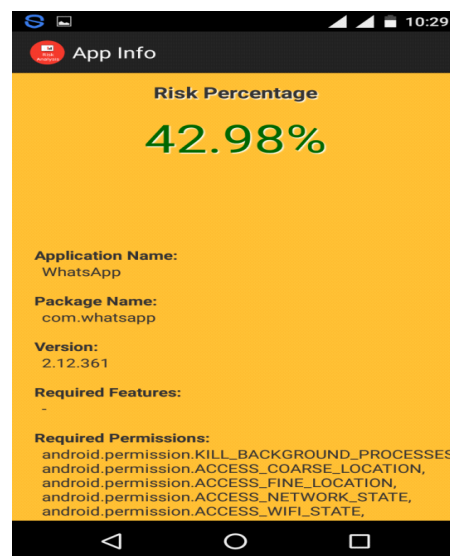 10:29
Risk Analysis
App Info
Risk Percentage
42.98%
Application Name:
WhatsApp
Package Name:
com.whatsapp
Version:
2.12.361
Required Features:
-
Required Permissions:
android.permission.KILL_BACKGROUND_PROCESSES
android.permission.ACCESS_COARSE_LOCATION,
android.permission.ACCESS_FINE_LOCATION,
android.permission.ACCESS_NETWORK_STATE,
android.permission.ACCESS_WIFI_STATE,